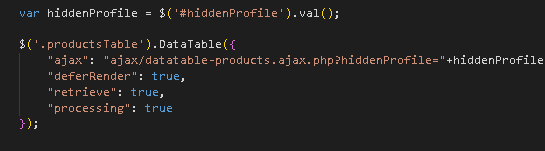 var hiddenProfile = $('#hiddenProfile').val();
$('.productsTable').DataTable({
"ajax": "ajax/datatable-products.ajax.php?hiddenProfile="+hiddenProfile
"deferRender": true,
"retrieve": true,
"processing": true
});